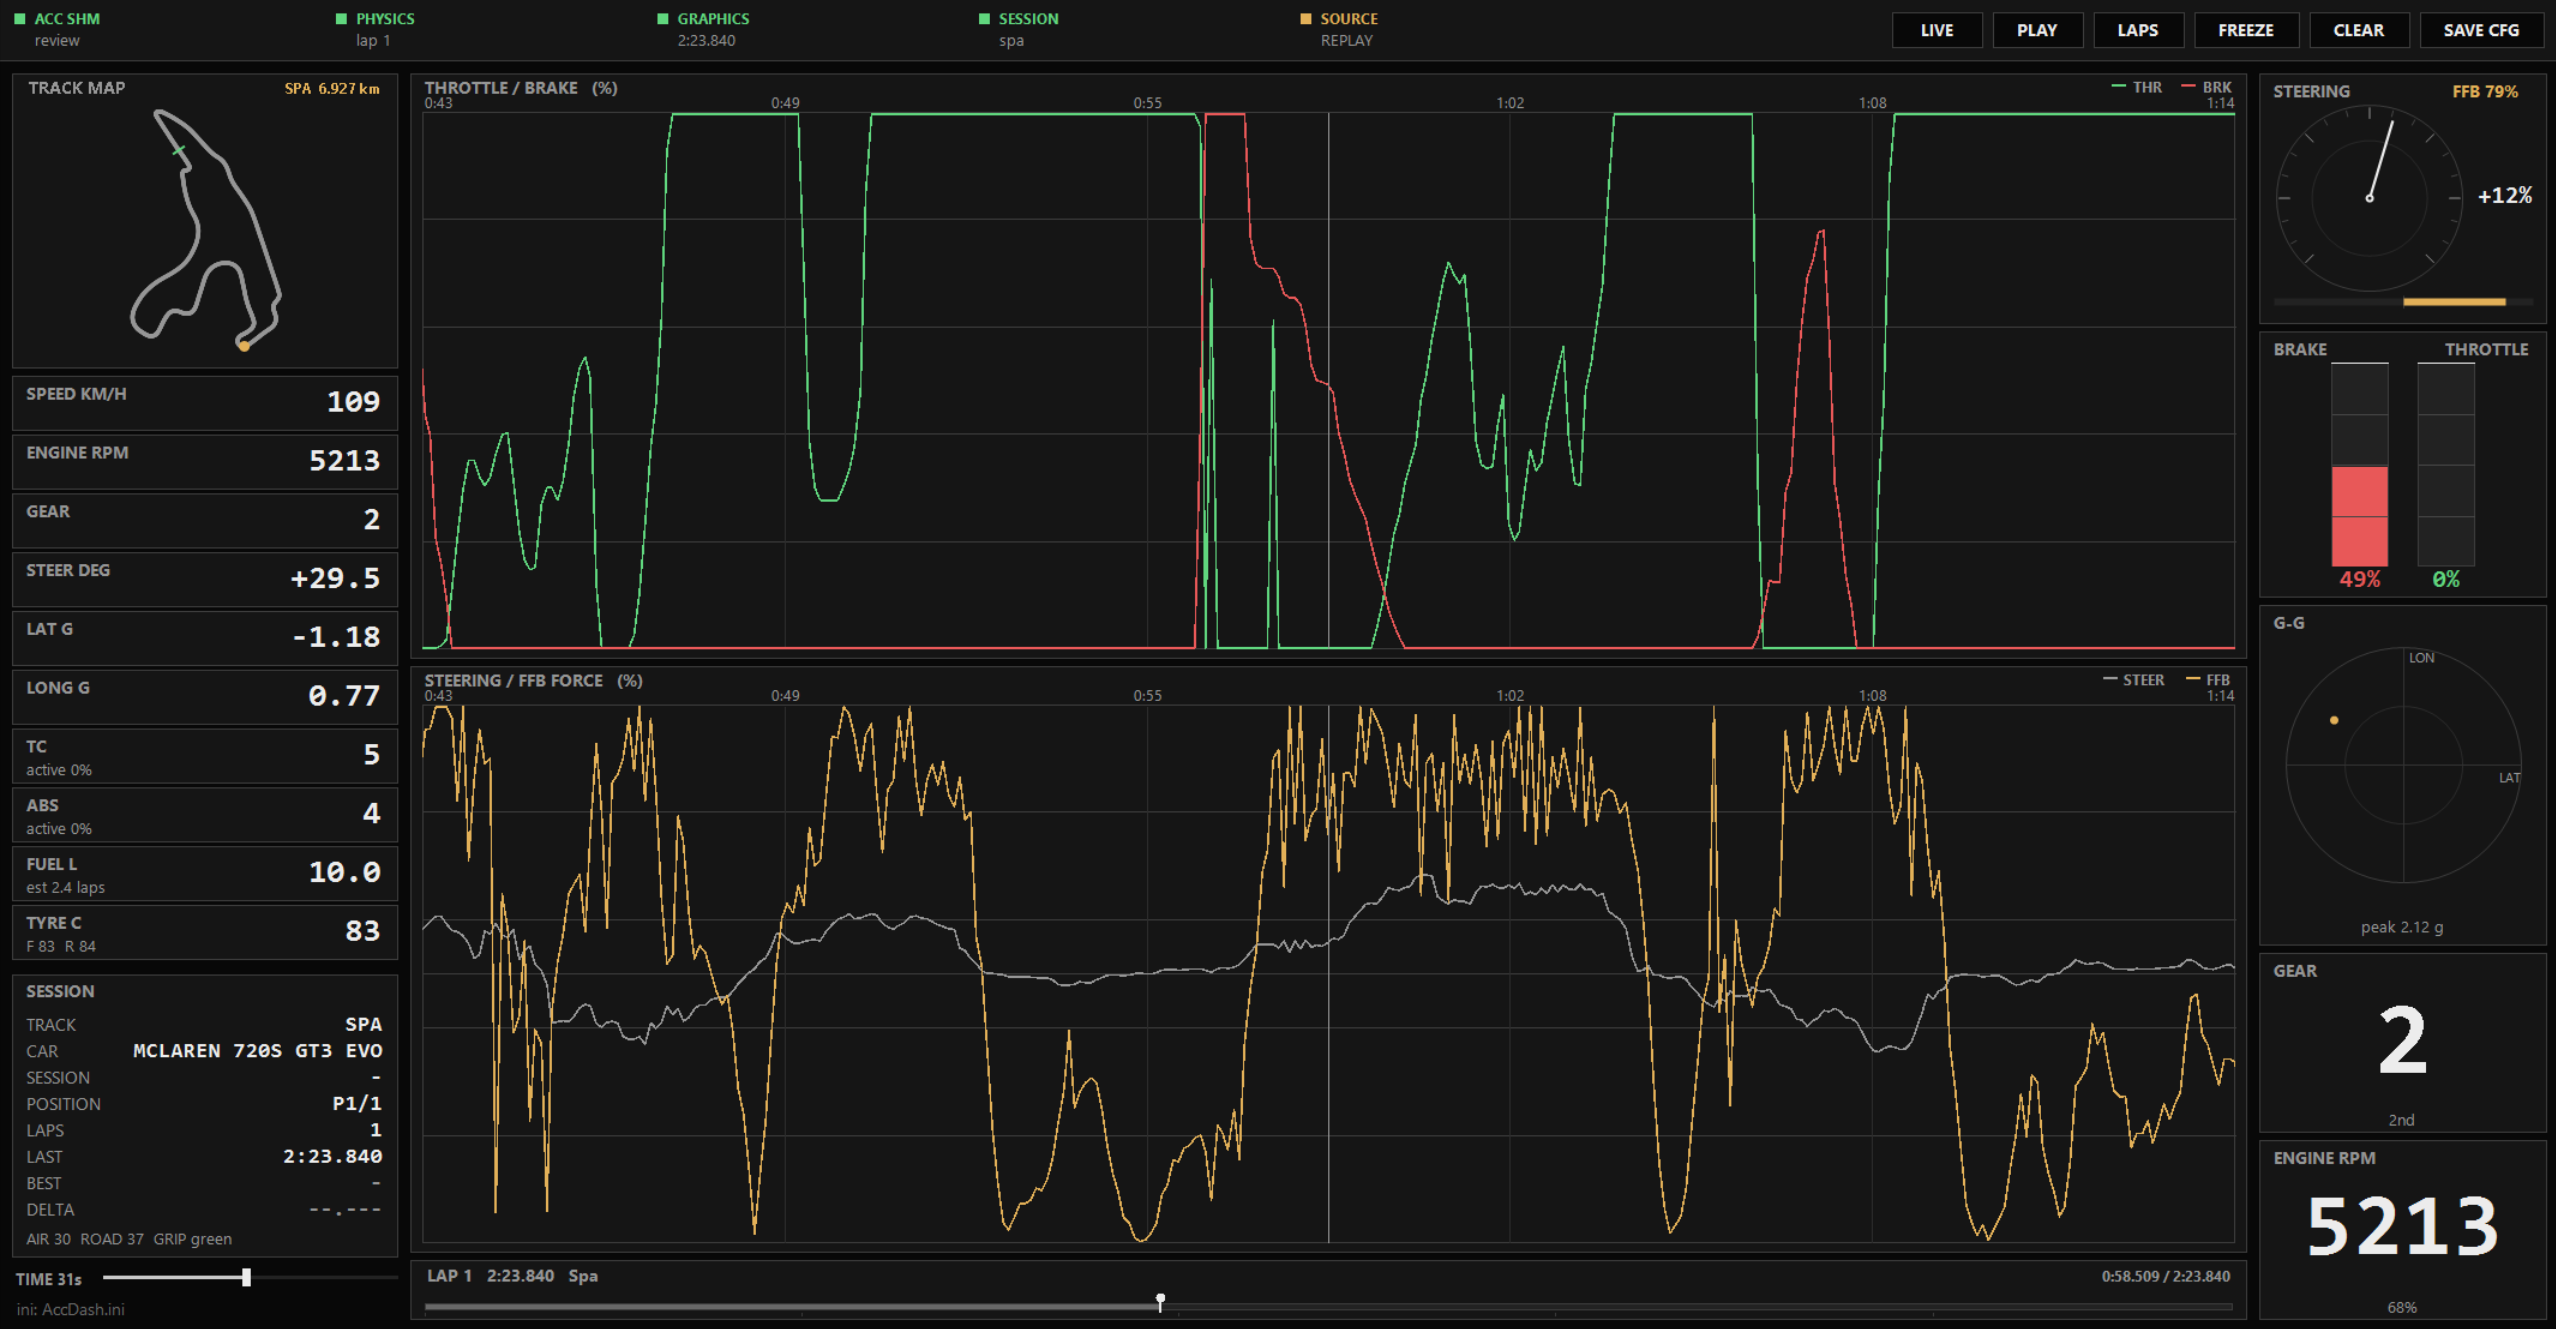 ACC SHM
review
PHYSICS
lap 1
GRAPHICS
2:23.840
SESSION
spa
SOURCE
REPLAY
LIVE
PLAY
LAPS
FREEZE
CLEAR
SAVE CFG
TRACK MAP
SPA 6.927 km
SPEED KM/H
109
ENGINE RPM
5213
GEAR
2
STEER DEG
+29.5
LAT G
-1.18
LONG G
0.77
TC
5
active 0%
ABS
4
active 0%
FUEL L
10.0
est 2.4 laps
TYRE C
83
F 83 R 84
SESSION
TRACK SPA
CAR MCLAREN 720S GT3 EVO
SESSION -
POSITION P1/1
LAPS 1
LAST 2:23.840
BEST -
DELTA --.---
AIR 30 ROAD 37 GRIP green
TIME 31s
ini: AccDash.ini
THROTTLE / BRAKE (%)
THR BRK
0:43 0:49 0:55 1:02 1:08 1:14
STEERING / FFB FORCE (%)
STEER FFB
0:43 0:49 0:55 1:02 1:08 1:14
LAP 1 2:23.840 Spa
0:58.509 / 2:23.840
STEERING
FFB 79%
+12%
BRAKE THROTTLE
49% 0%
G-G
LON
LAT
peak 2.12 g
GEAR
2
2nd
ENGINE RPM
5213
68%